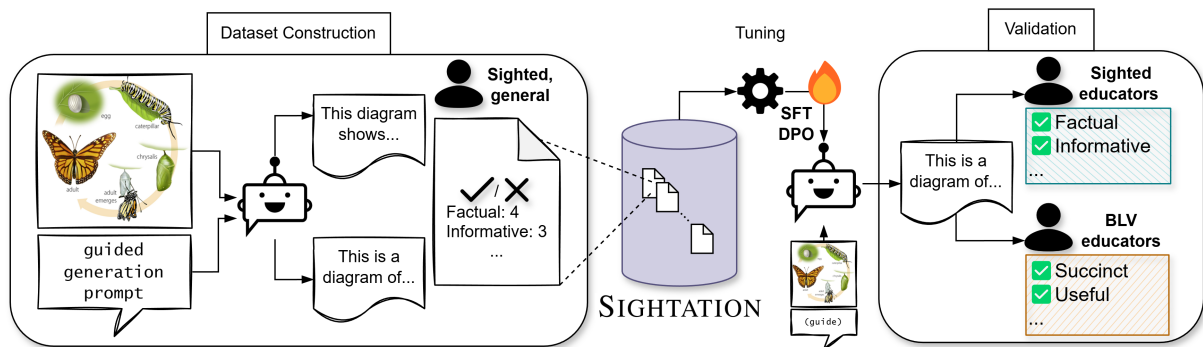 Dataset Construction
egg
caterpillar
chrysalis
adult
emerges
adult
guided
generation
prompt
This diagram
shows...
This is a
diagram of...
Sighted,
general
✓ / ✗
Factual: 4
Informative: 3
...
SIGHTATION
Tuning
SFT
DPO
(guide)
Validation
This is a
diagram of...
Sighted
educators
✅ Factual
✅ Informative
...
BLV
educators
✅ Succinct
✅ Useful
...